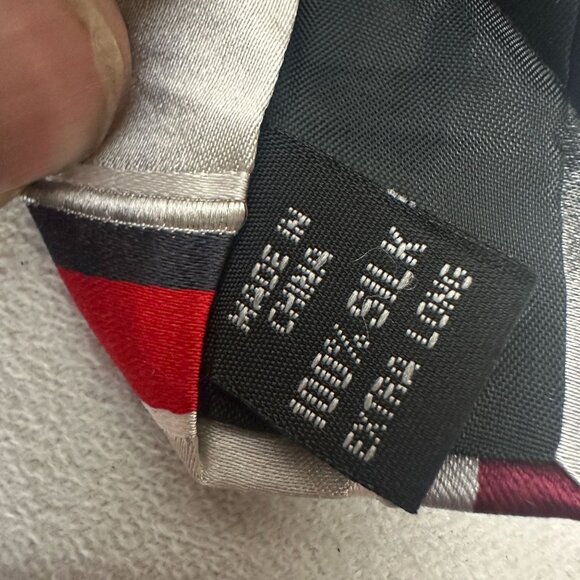 MADE IN
CHINA
100% SILK
EXTRA LONG